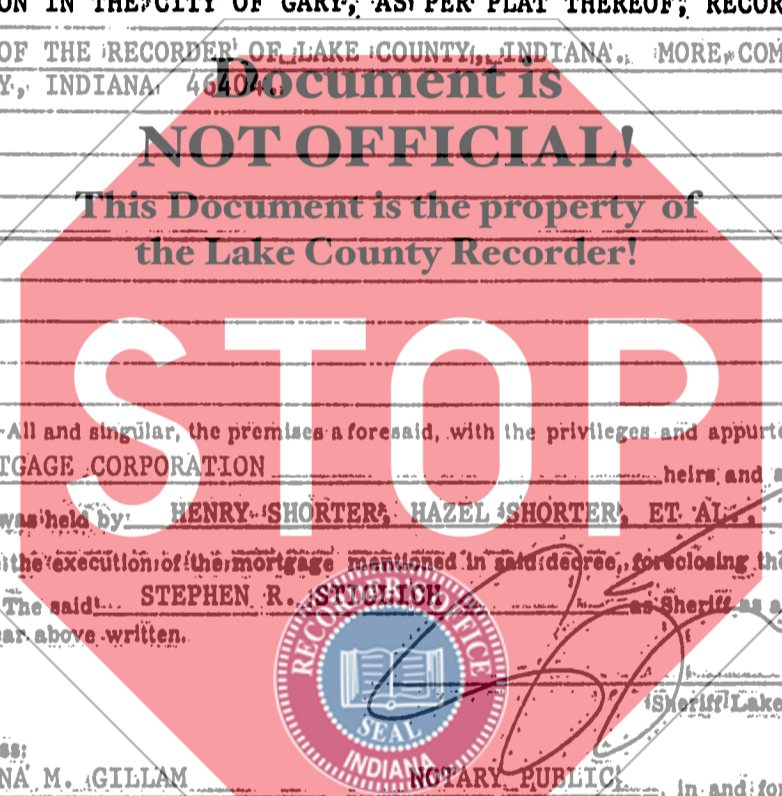 ON IN THE CITY OF GARY, AS PER PLAT THEREOF, RECOR
OF THE RECORDER OF LAKE COUNTY, INDIANA. MORE COM
Y, INDIANA 46404.
Document is
NOT OFFICIAL!
This Document is the property of
the Lake County Recorder!
STOP
All and singular, the premises aforesaid, with the privileges and appurte
TGAGE CORPORATION heirs and a
was held by HENRY SHORTER, HAZEL SHORTER, ET AL.,
the execution of the mortgage mentioned in said decree, foreclosing the
The said STEPHEN R. STIGLICH as Sheriff as a
ar above written.
RECORDER'S OFFICE
SEAL
INDIANA
Sheriff Lake
ss:
NA M. GILLAM NOTARY PUBLIC, in and fo